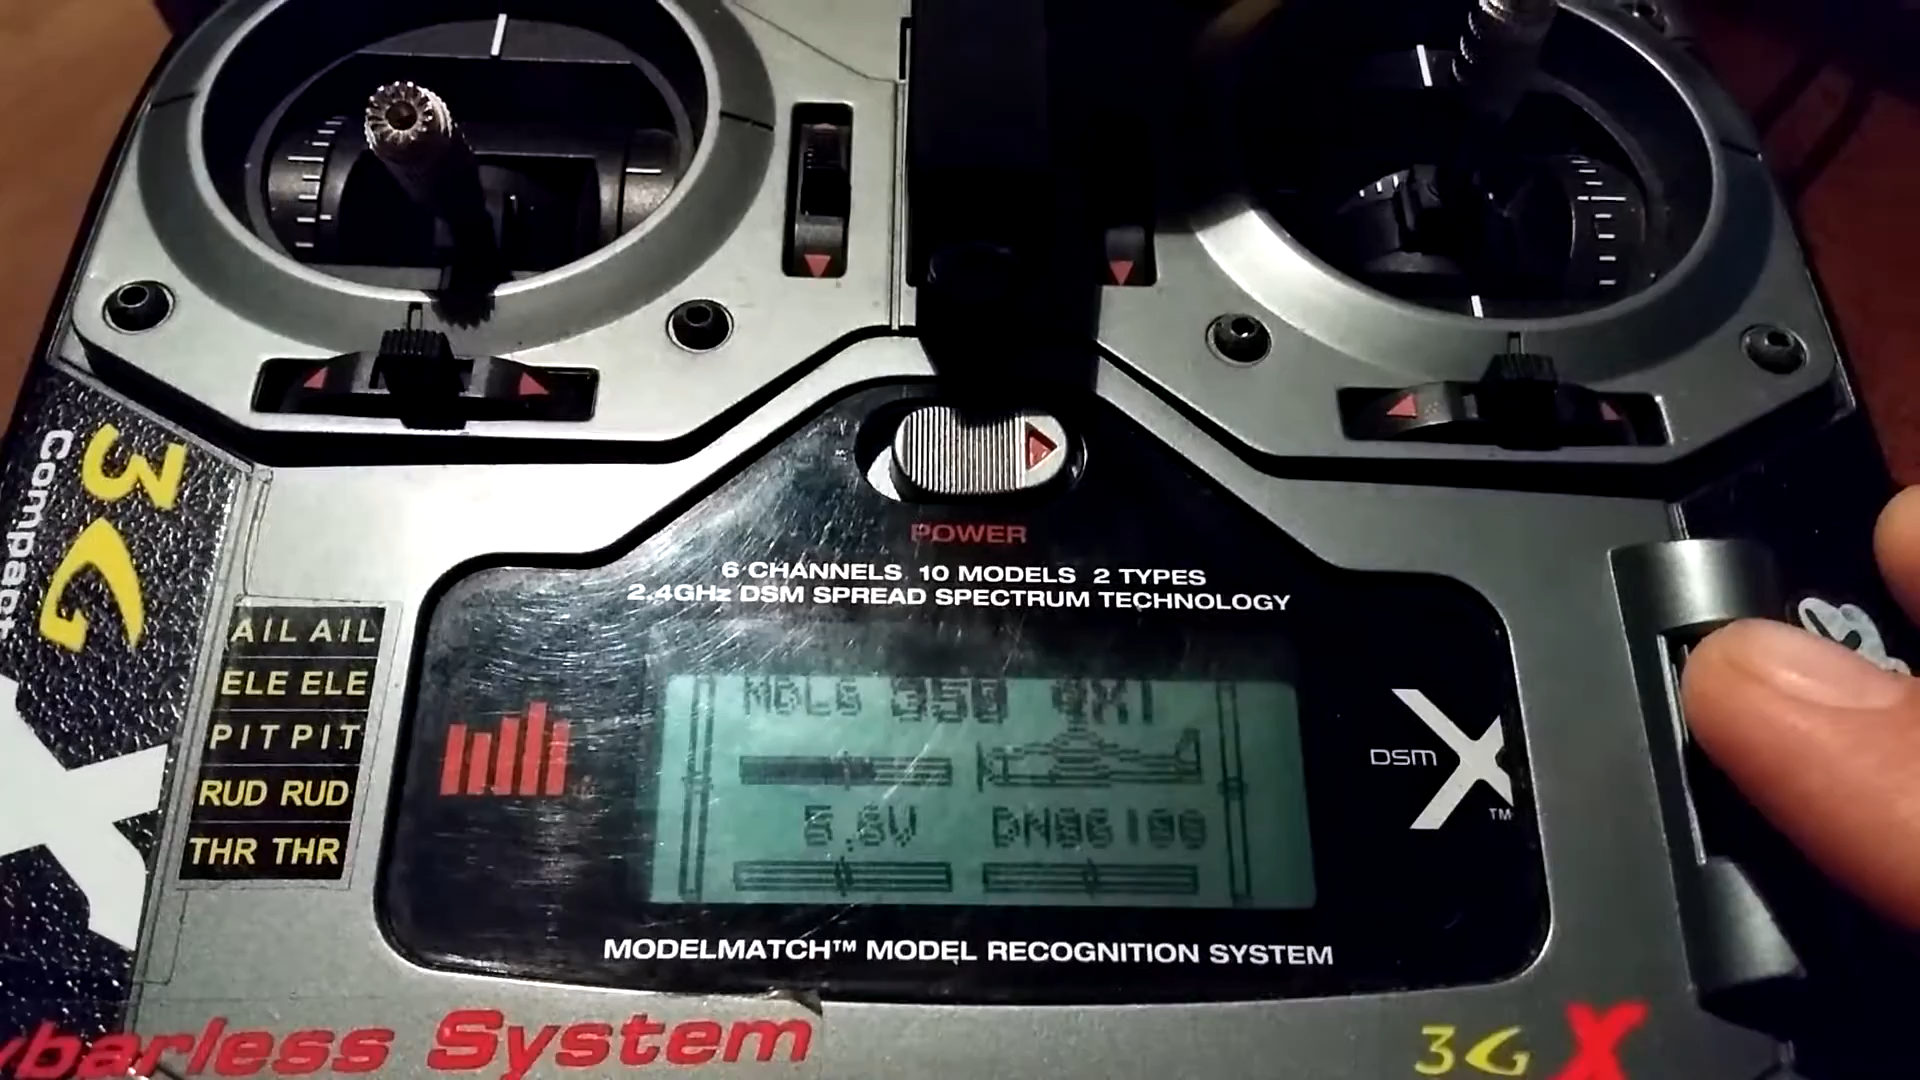 3G
Compact
POWER
6 CHANNELS 10 MODELS 2 TYPES
2.4GHz DSM SPREAD SPECTRUM TECHNOLOGY
AIL AIL
ELE ELE
PIT PIT
RUD RUD
THR THR
X
350
DSM X ™
MODELMATCH™ MODEL RECOGNITION SYSTEM
System
3G X